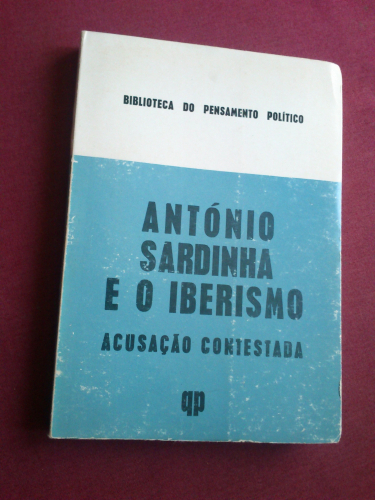 BIBLIOTECA DO PENSAMENTO POLÍTICO
ANTÓNIO
SARDINHA
E O IBERISMO
ACUSAÇÃO CONTESTADA
qp